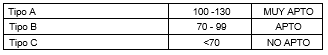 Tipo A 100 -130 MUY APTO
Tipo B 70 - 99 APTO
Tipo C <70 NO APTO